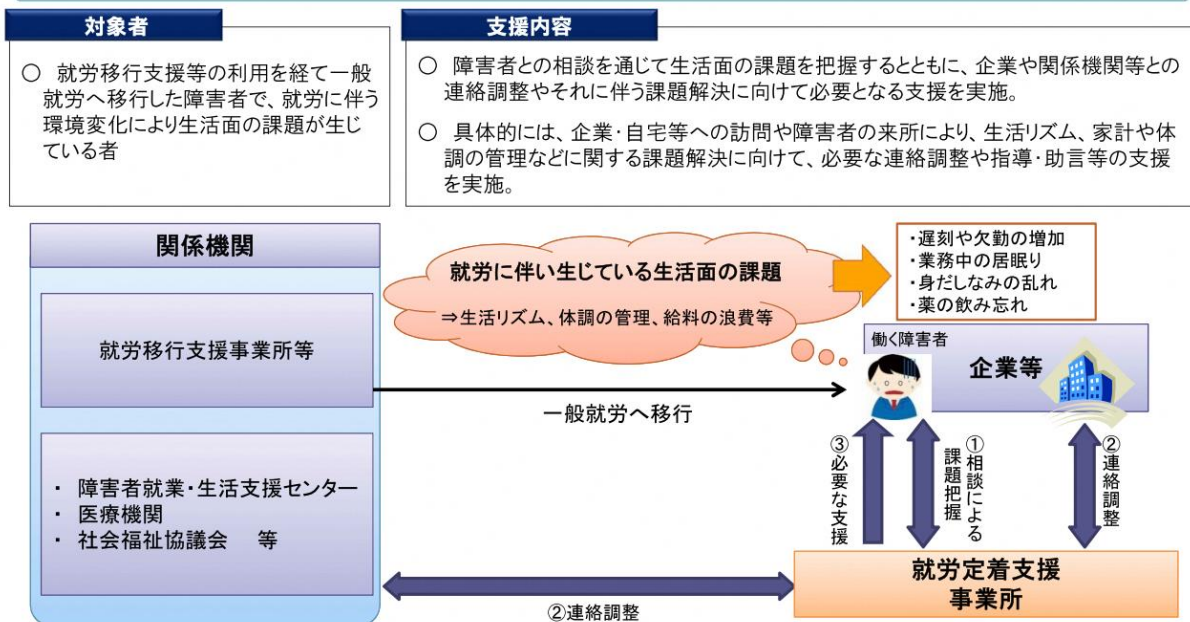 対象者
○　就労移行支援等の利用を経て一般
就労へ移行した障害者で、就労に伴う
環境変化により生活面の課題が生じ
ている者
支援内容
○　障害者との相談を通じて生活面の課題を把握するとともに、企業や関係機関等との
連絡調整やそれに伴う課題解決に向けて必要となる支援を実施。
○　具体的には、企業・自宅等への訪問や障害者の来所により、生活リズム、家計や体
調の管理などに関する課題解決に向けて、必要な連絡調整や指導・助言等の支援
を実施。
関係機関
就労移行支援事業所等
・　障害者就業・生活支援センター
・　医療機関
・　社会福祉協議会　等
就労に伴い生じている生活面の課題
⇒生活リズム、体調の管理、給料の浪費等
・遅刻や欠勤の増加
・業務中の居眠り
・身だしなみの乱れ
・薬の飲み忘れ
働く障害者
企業等
一般就労へ移行
③必要な支援
①相談による
課題把握
②連絡調整
就労定着支援
事業所
②連絡調整